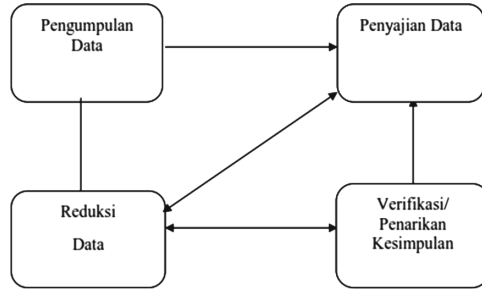 Pengumpulan
Data
Penyajian Data
Reduksi
Data
Verifikasi/
Penarikan
Kesimpulan